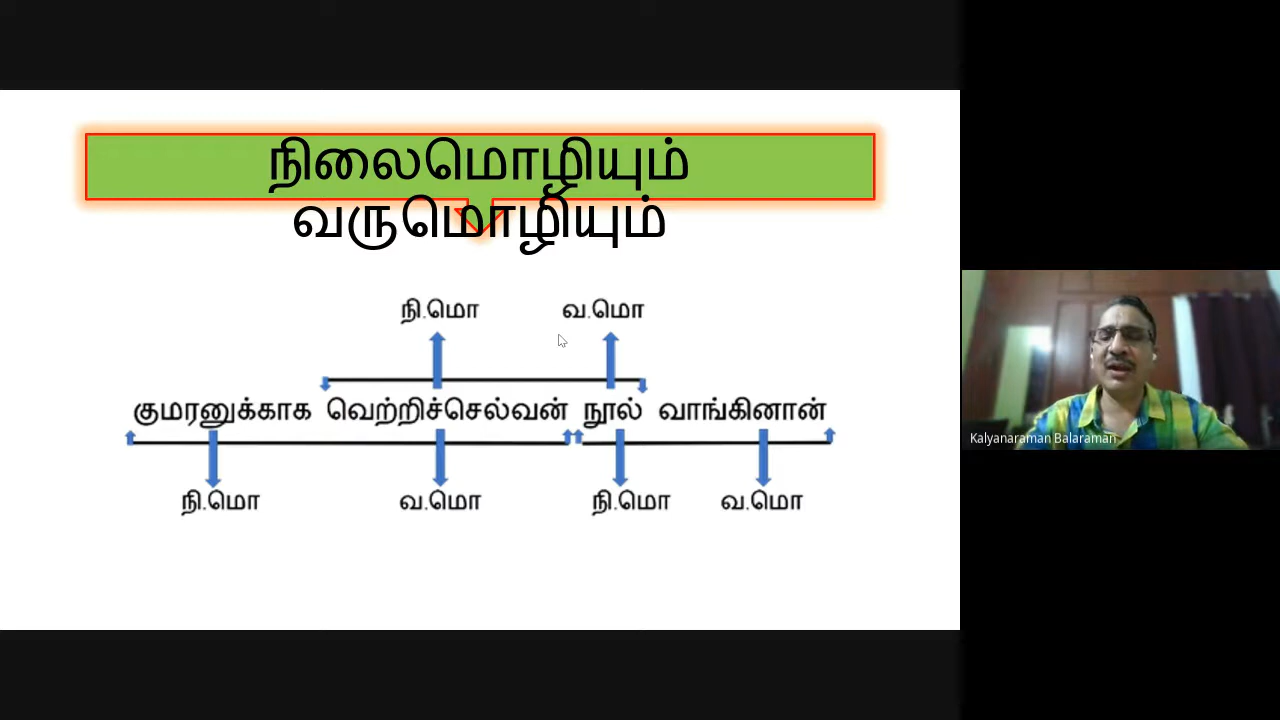 நிலைமொழியும்
வருமொழியும்
நி.மொ வ.மொ
குமரனுக்காக வெற்றிச்செல்வன் நூல் வாங்கினான்
நி.மொ வ.மொ நி.மொ வ.மொ
Kalyanaraman Balaraman